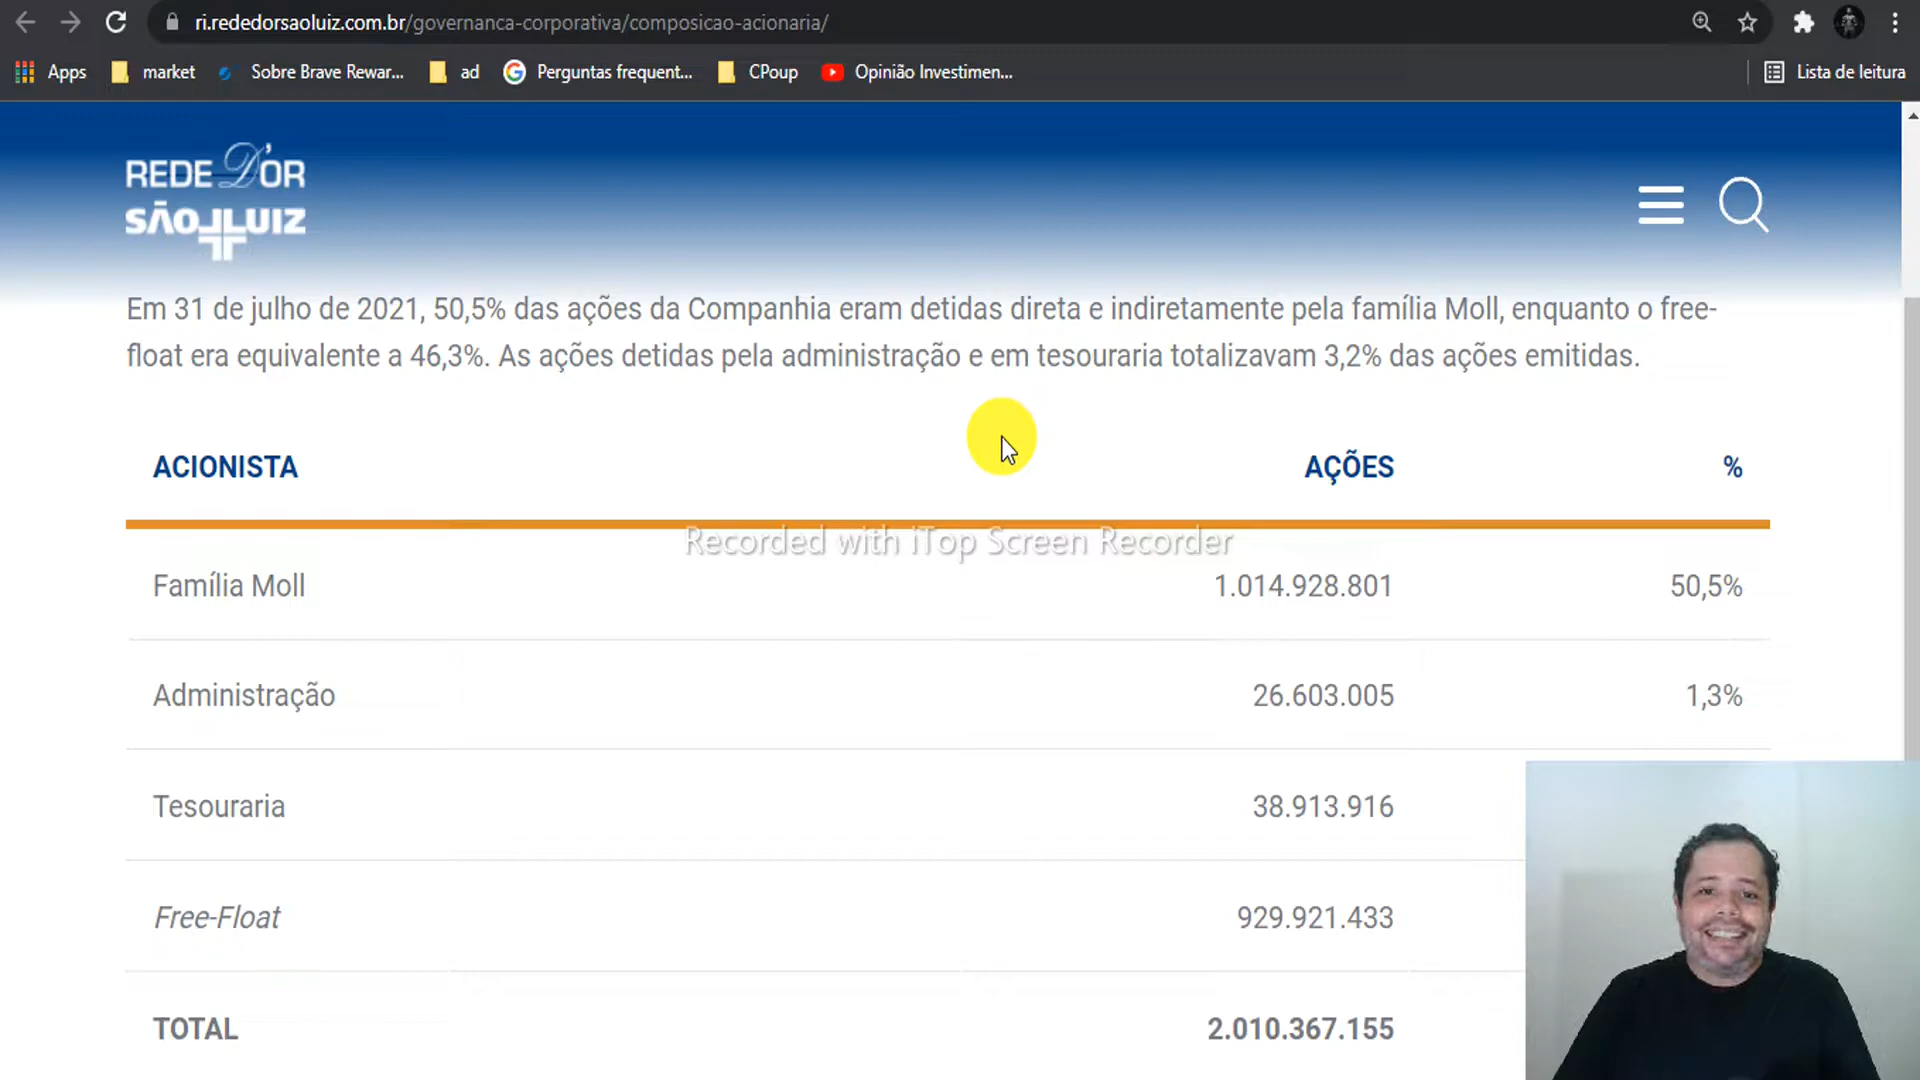 ri.rededorsaoluiz.com.br/governanca-corporativa/composicao-acionaria/
Apps market Sobre Brave Rewar... ad Perguntas frequent... CPoup Opinião Investimen... Lista de leitura
REDE D'OR
SÃO LUIZ
Em 31 de julho de 2021, 50,5% das ações da Companhia eram detidas direta e indiretamente pela família Moll, enquanto o free-
float era equivalente a 46,3%. As ações detidas pela administração e em tesouraria totalizavam 3,2% das ações emitidas.
ACIONISTA AÇÕES %
Recorded with iTop Screen Recorder
Família Moll 1.014.928.801 50,5%
Administração 26.603.005 1,3%
Tesouraria 38.913.916
Free-Float 929.921.433
TOTAL 2.010.367.155